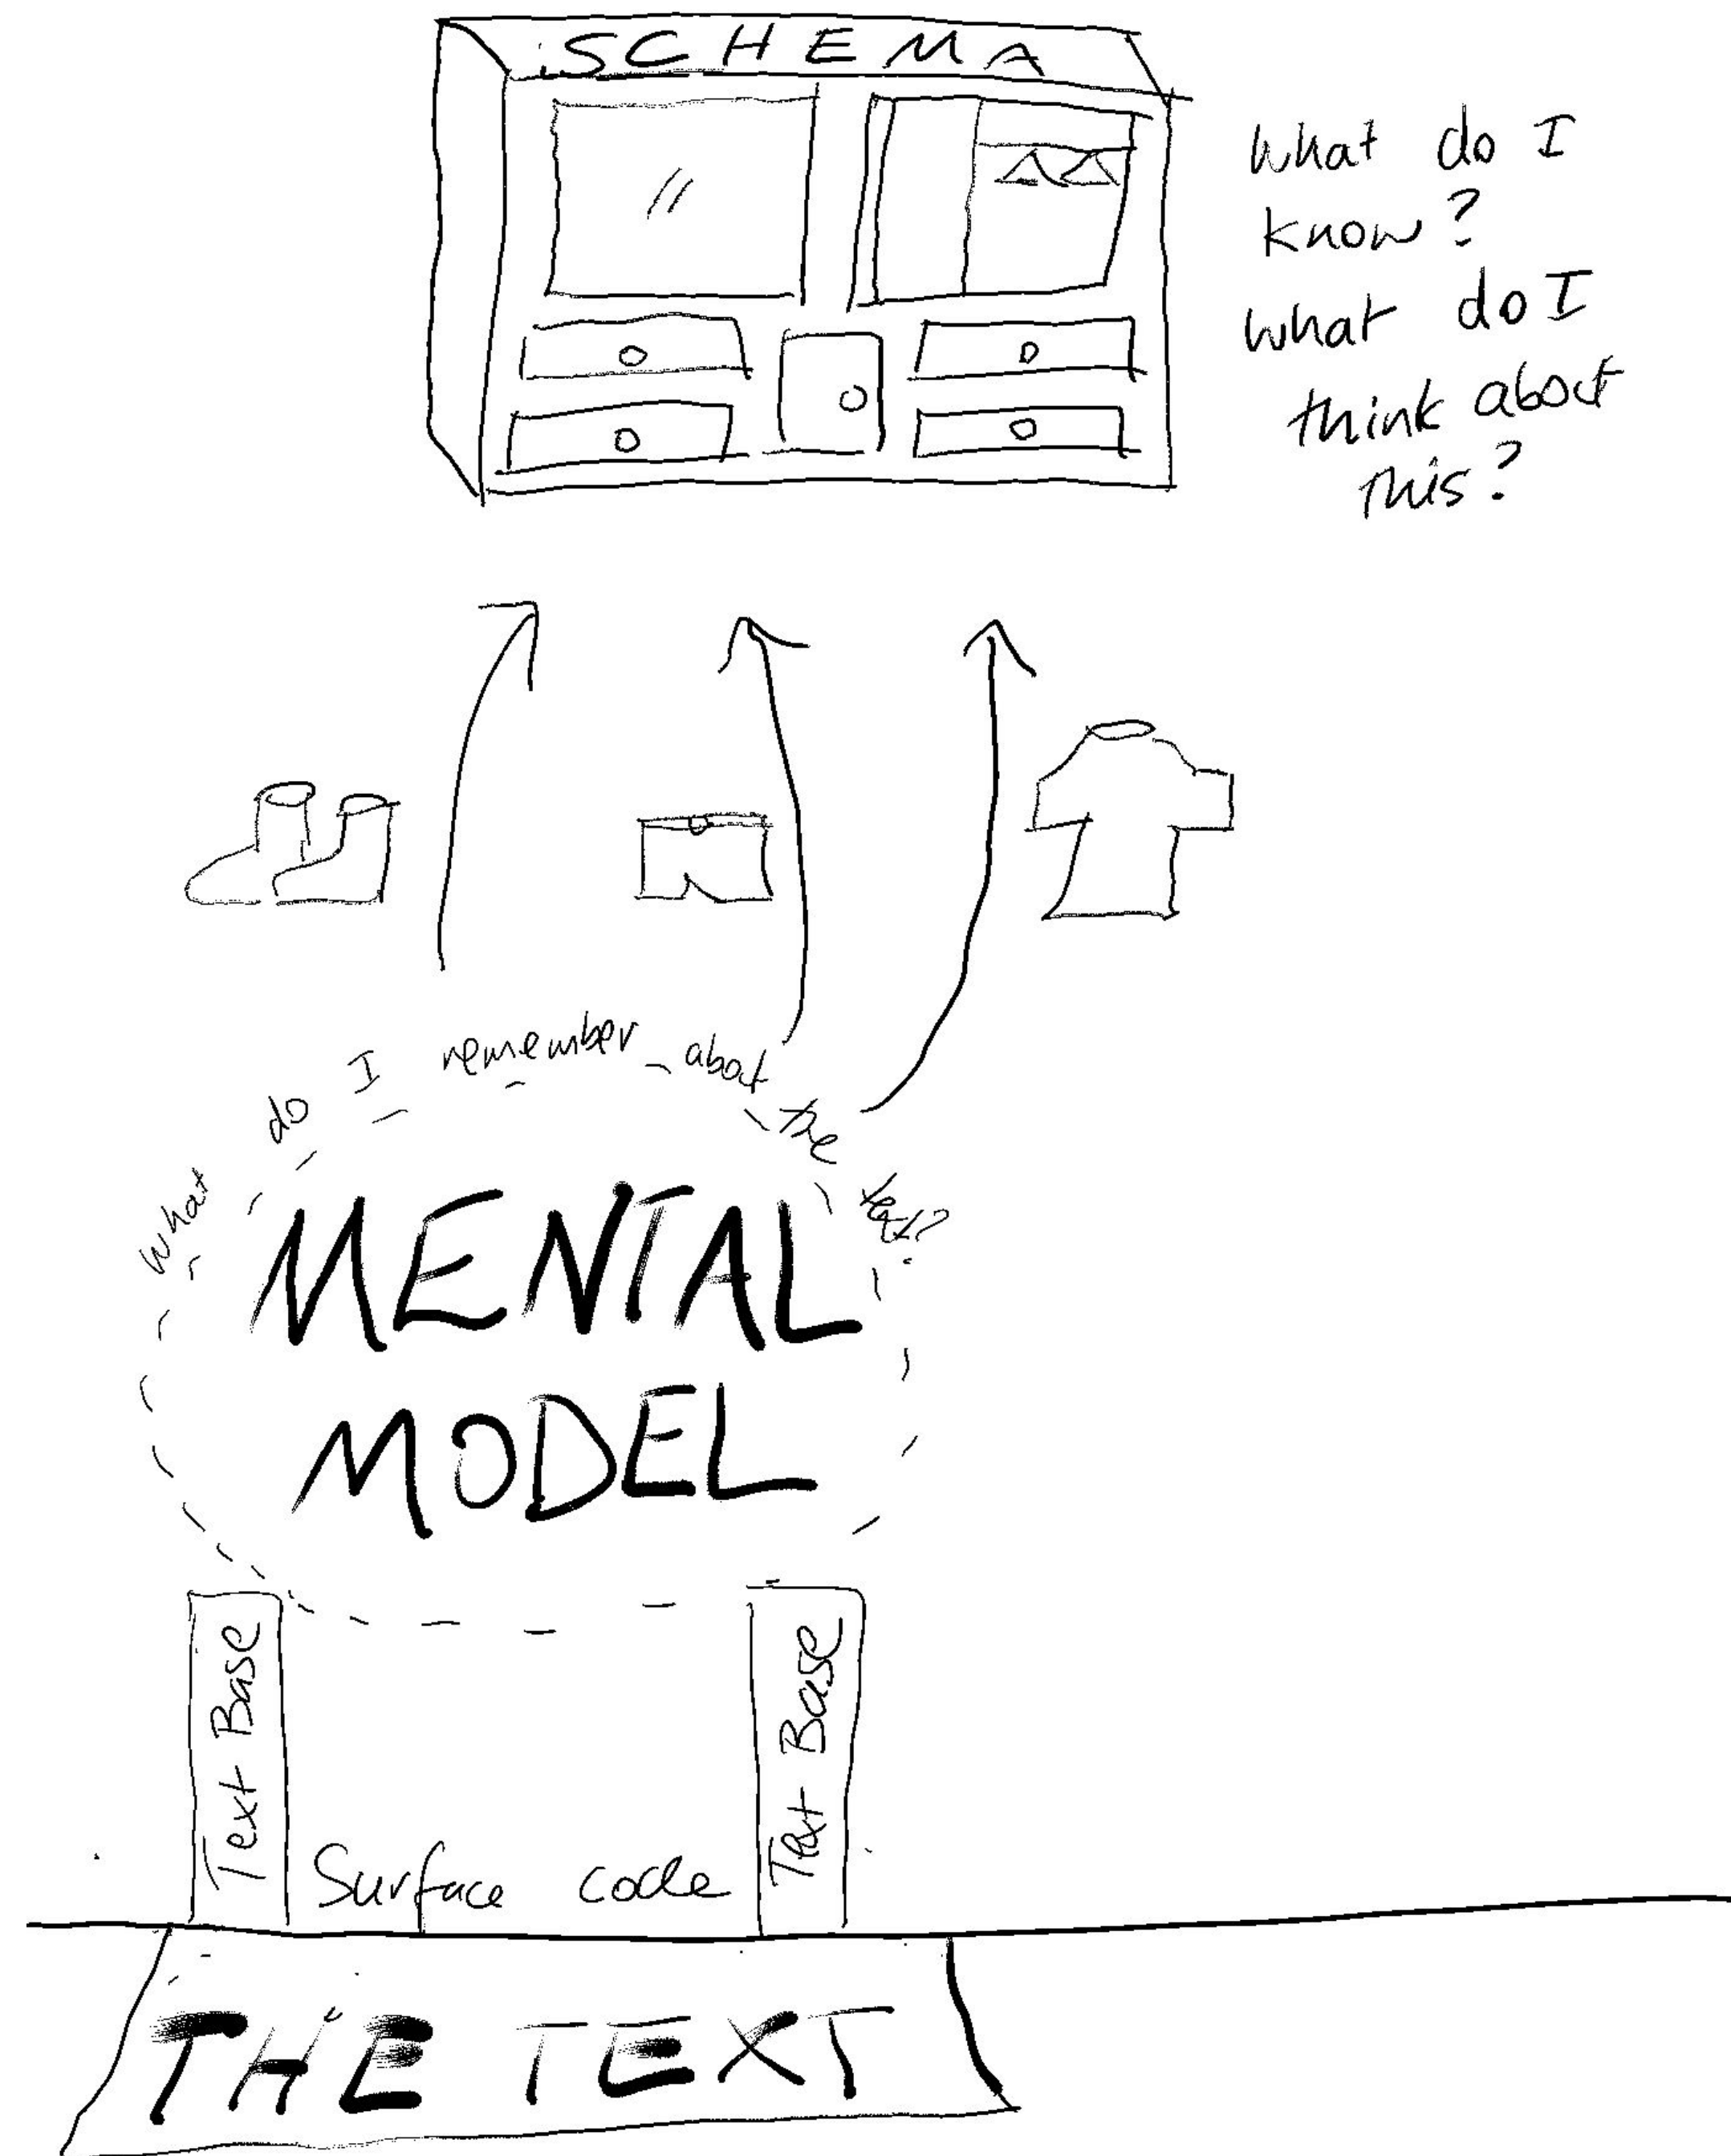 SCHEMA
What do I
know?
What do I
think about
this?
What do I remember about the text?
MENTAL
MODEL
Text Base
Surface code
Text Base
THE TEXT